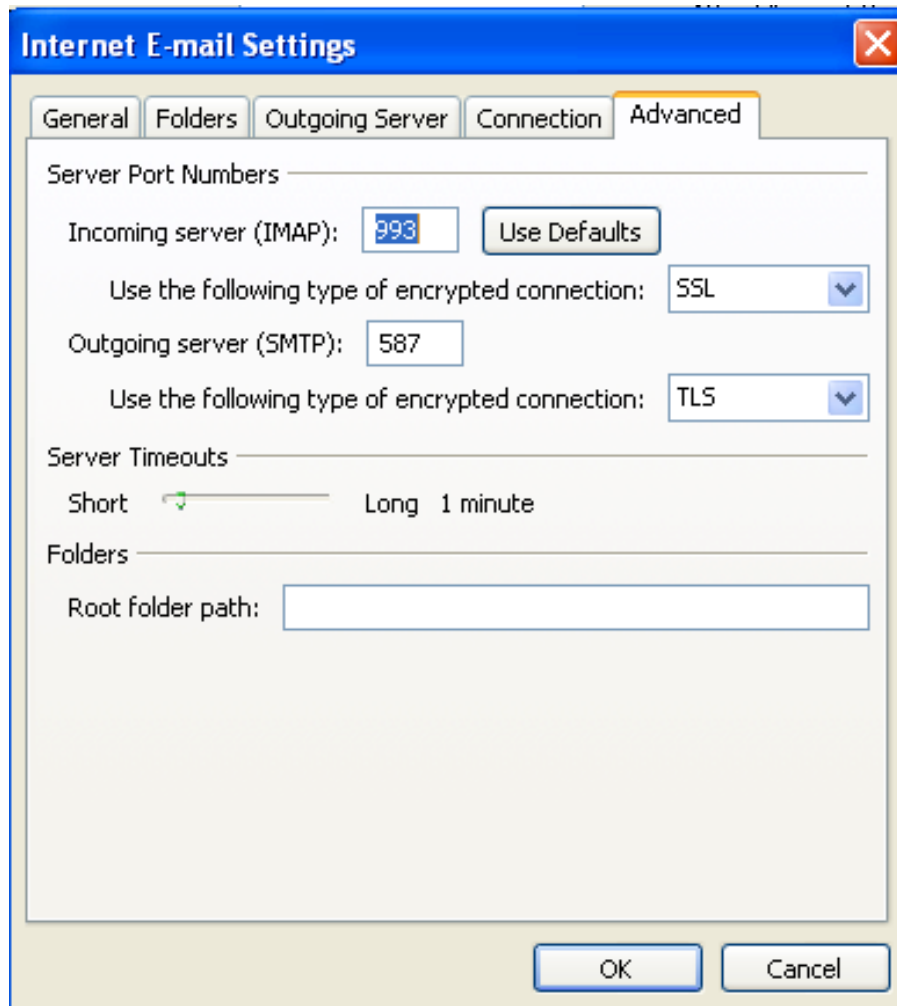 Internet E-mail Settings
General Folders Outgoing Server Connection Advanced
Server Port Numbers
Incoming server (IMAP): 993 Use Defaults
Use the following type of encrypted connection: SSL
Outgoing server (SMTP): 587
Use the following type of encrypted connection: TLS
Server Timeouts
Short Long 1 minute
Folders
Root folder path:
OK Cancel